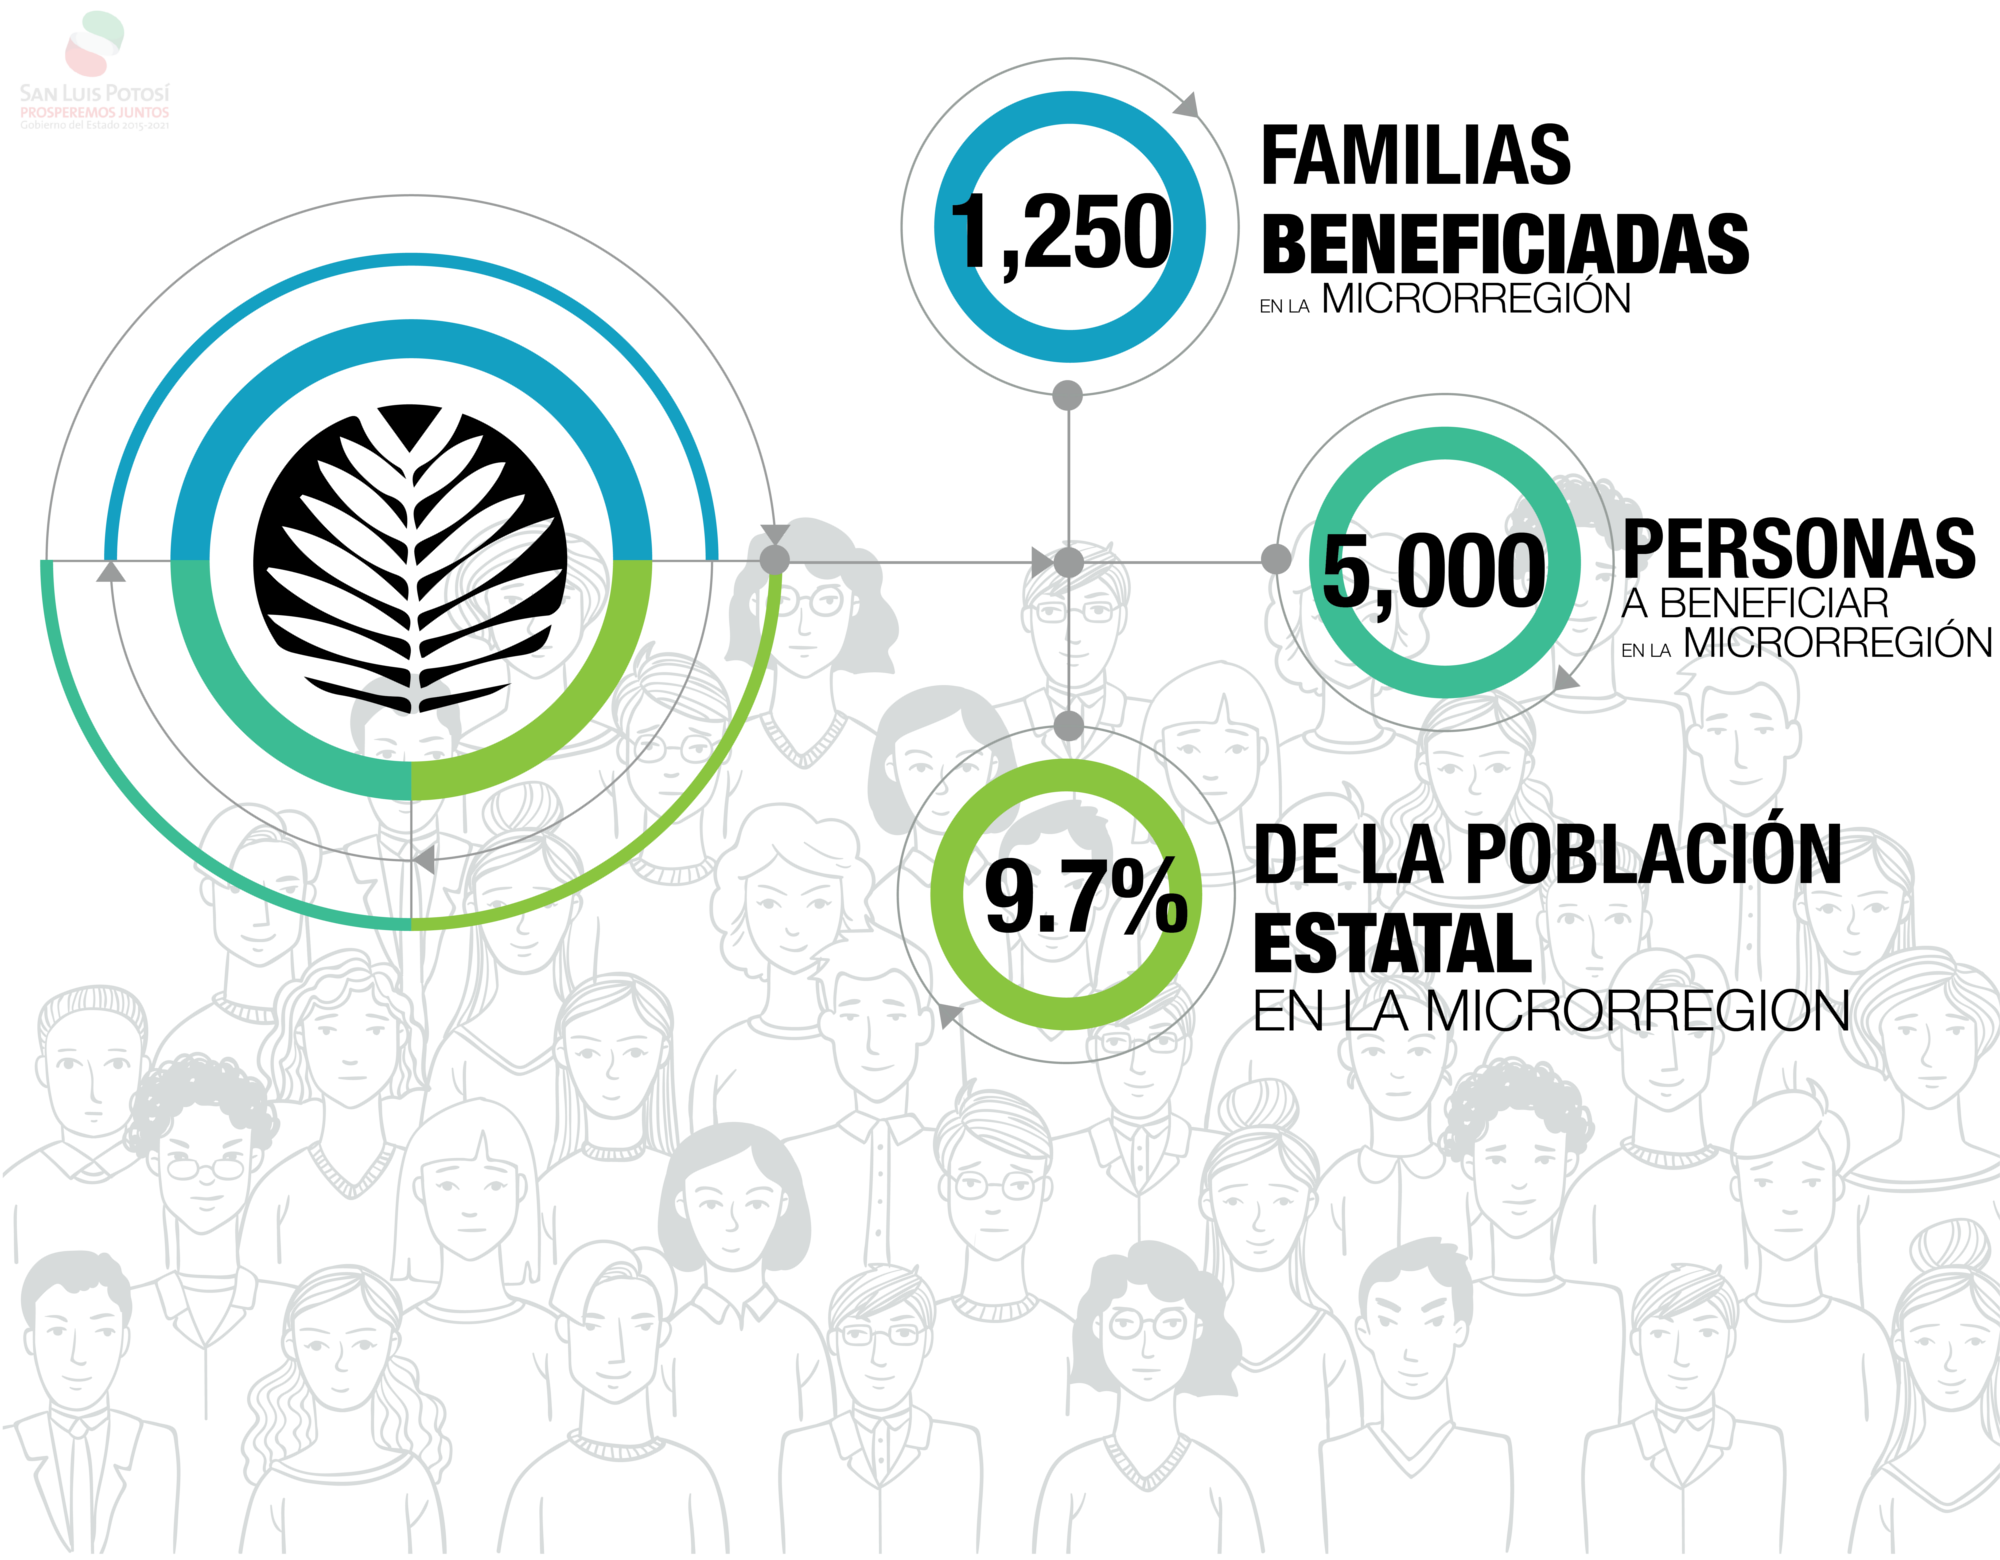 SAN LUIS POTOSÍ
PROSPEREMOS JUNTOS
Gobierno del Estado 2015-2021
1,250
FAMILIAS
BENEFICIADAS
EN LA MICRORREGIÓN
5,000
PERSONAS
A BENEFICIAR
EN LA MICRORREGIÓN
9.7%
DE LA POBLACIÓN
ESTATAL
EN LA MICRORREGION